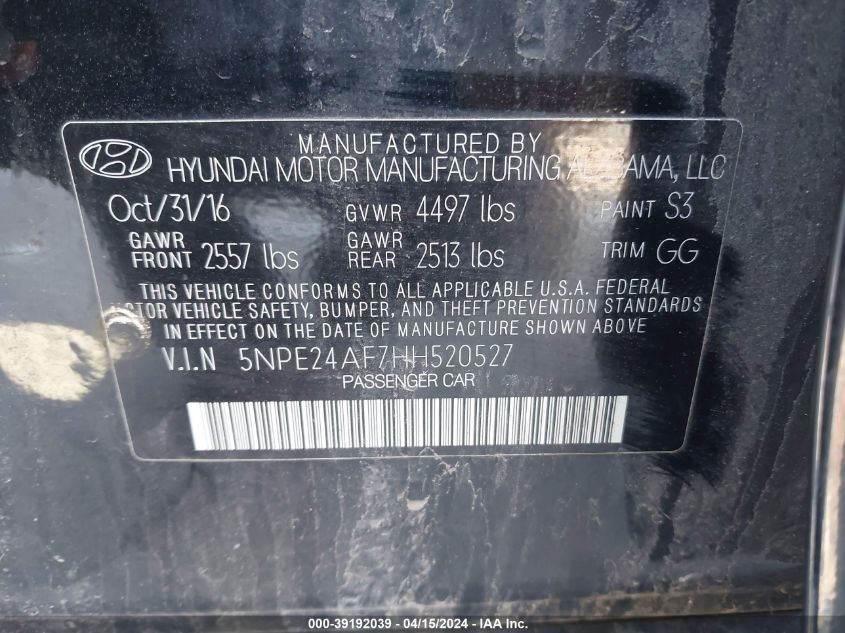 MANUFACTURED BY
HYUNDAI MOTOR MANUFACTURING ALABAMA, LLC
Oct/31/16 GVWR 4497 lbs PAINT S3
GAWR FRONT 2557 lbs GAWR REAR 2513 lbs TRIM GG
THIS VEHICLE CONFORMS TO ALL APPLICABLE U.S.A. FEDERAL
MOTOR VEHICLE SAFETY, BUMPER, AND THEFT PREVENTION STANDARDS
IN EFFECT ON THE DATE OF MANUFACTURE SHOWN ABOVE
V.I.N 5NPE24AF7HH520527
PASSENGER CAR
000-39192039 - 04/15/2024 - IAA Inc.